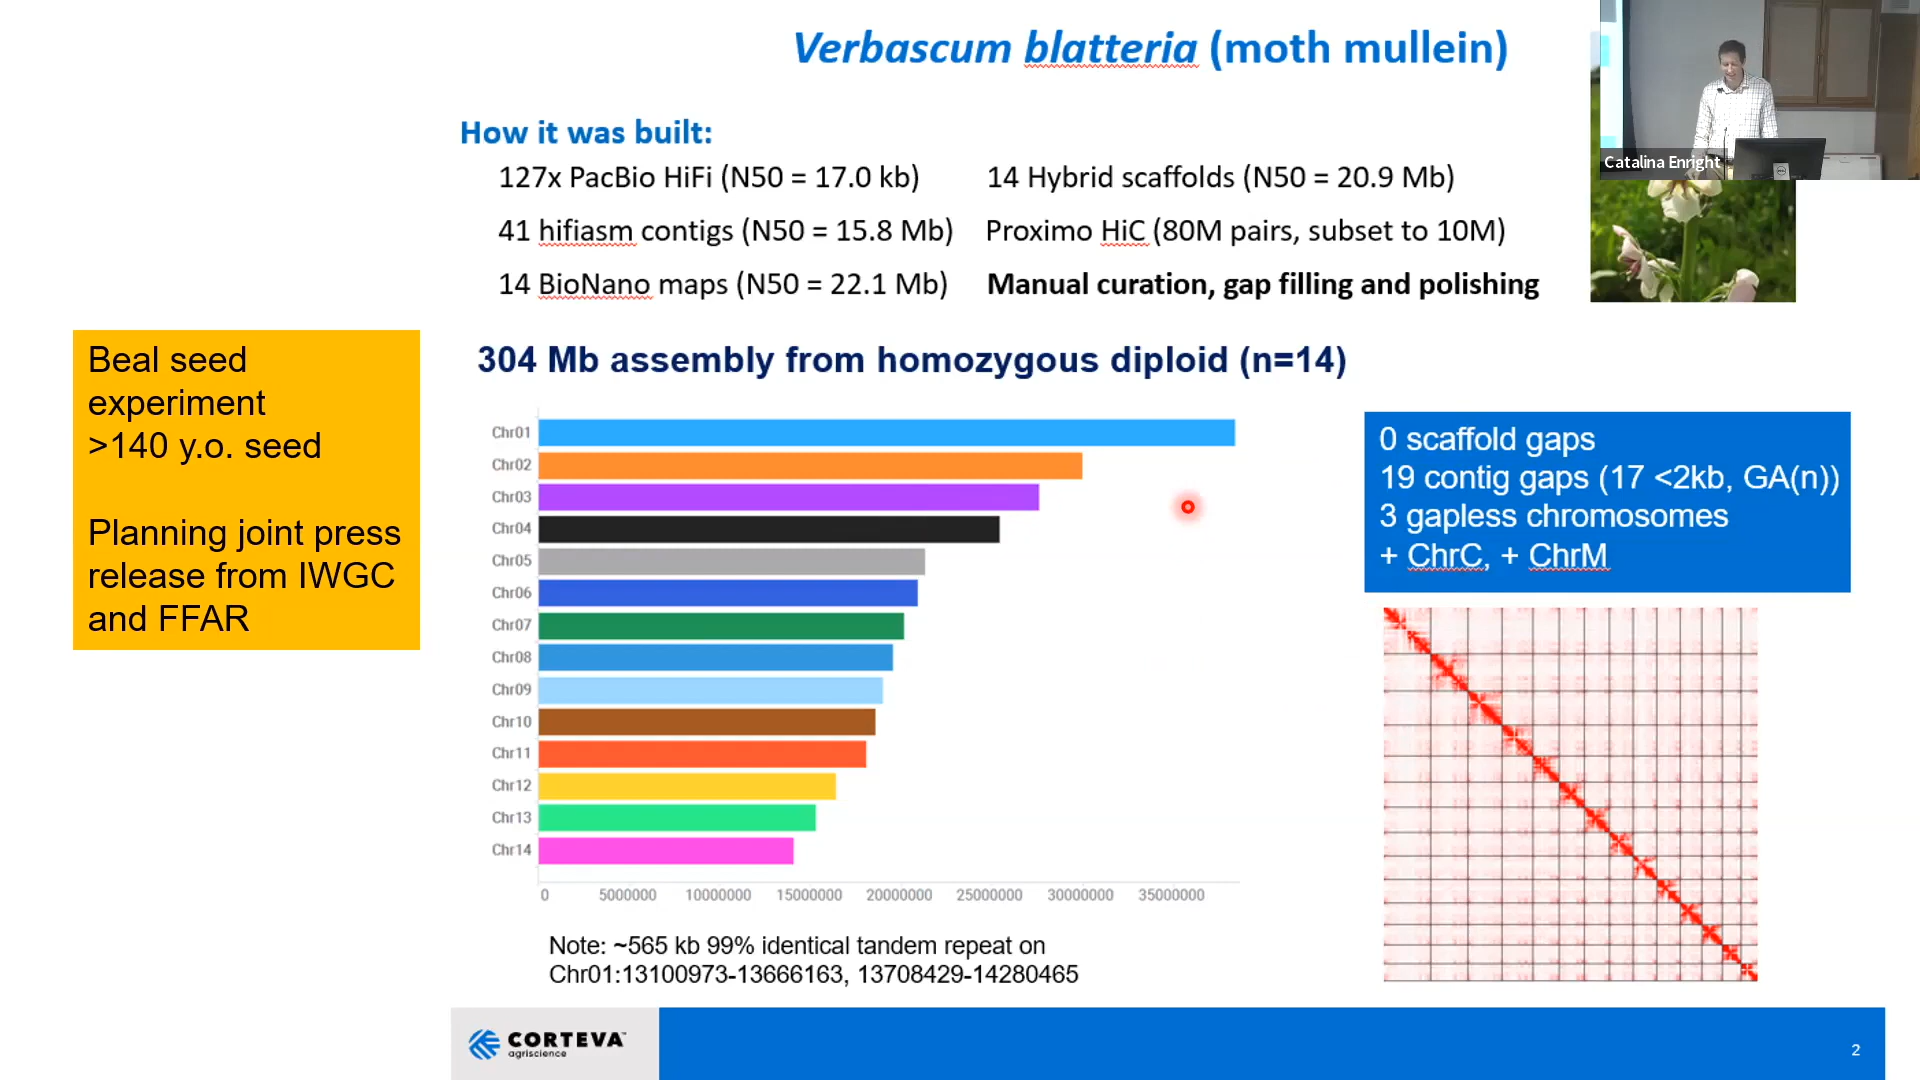 Verbascum blatteria (moth mullein)
Catalina Enright
How it was built:
127x PacBio HiFi (N50 = 17.0 kb)
41 hifiasm contigs (N50 = 15.8 Mb)
14 BioNano maps (N50 = 22.1 Mb)
14 Hybrid scaffolds (N50 = 20.9 Mb)
Proximo HiC (80M pairs, subset to 10M)
Manual curation, gap filling and polishing
Beal seed
experiment
>140 y.o. seed
Planning joint press
release from IWGC
and FFAR
304 Mb assembly from homozygous diploid (n=14)
Chr01
Chr02
Chr03
Chr04
Chr05
Chr06
Chr07
Chr08
Chr09
Chr10
Chr11
Chr12
Chr13
Chr14
0 5000000 10000000 15000000 20000000 25000000 30000000 35000000
0 scaffold gaps
19 contig gaps (17 <2kb, GA(n))
3 gapless chromosomes
+ ChrC, + ChrM
Note: ~565 kb 99% identical tandem repeat on
Chr01:13100973-13666163, 13708429-14280465
CORTEVA™
agriscience
2